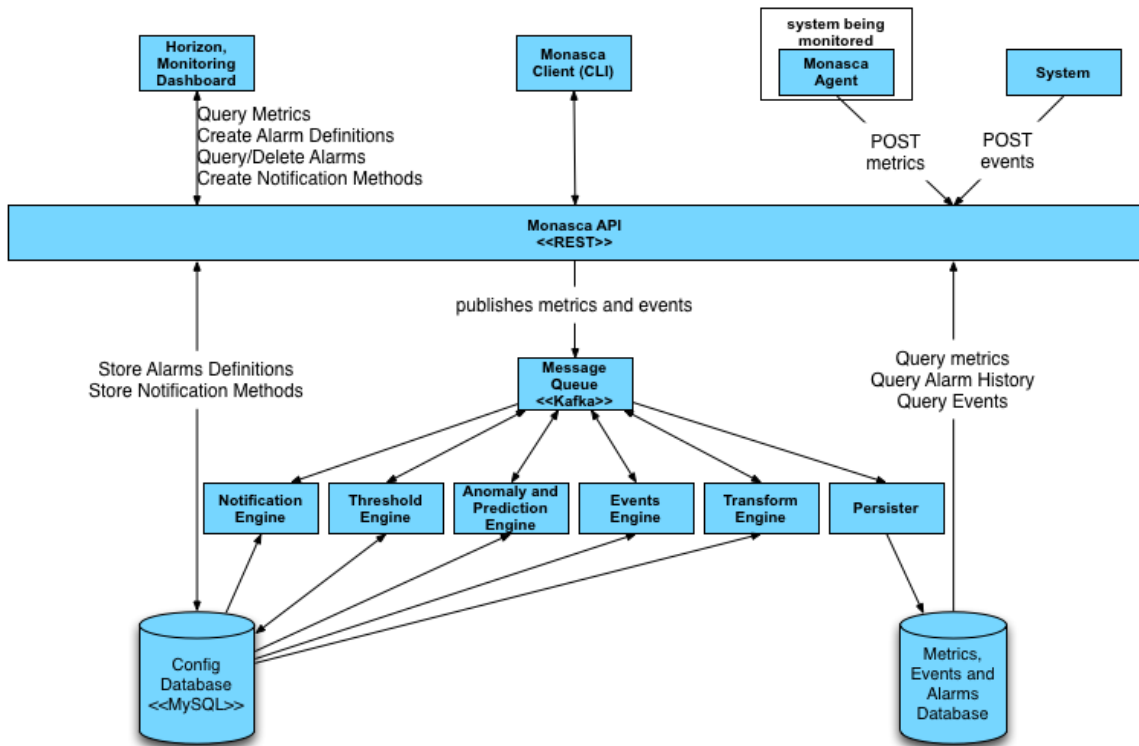 Horizon,
Monitoring
Dashboard
Monasca
Client (CLI)
system being
monitored
Monasca
Agent
System
Query Metrics
Create Alarm Definitions
Query/Delete Alarms
Create Notification Methods
POST
metrics
POST
events
Monasca API
<<REST>>
publishes metrics and events
Store Alarms Definitions
Store Notification Methods
Message
Queue
<<Kafka>>
Query metrics
Query Alarm History
Query Events
Notification
Engine
Threshold
Engine
Anomaly and
Prediction
Engine
Events
Engine
Transform
Engine
Persister
Config
Database
<<MySQL>>
Metrics,
Events and
Alarms
Database